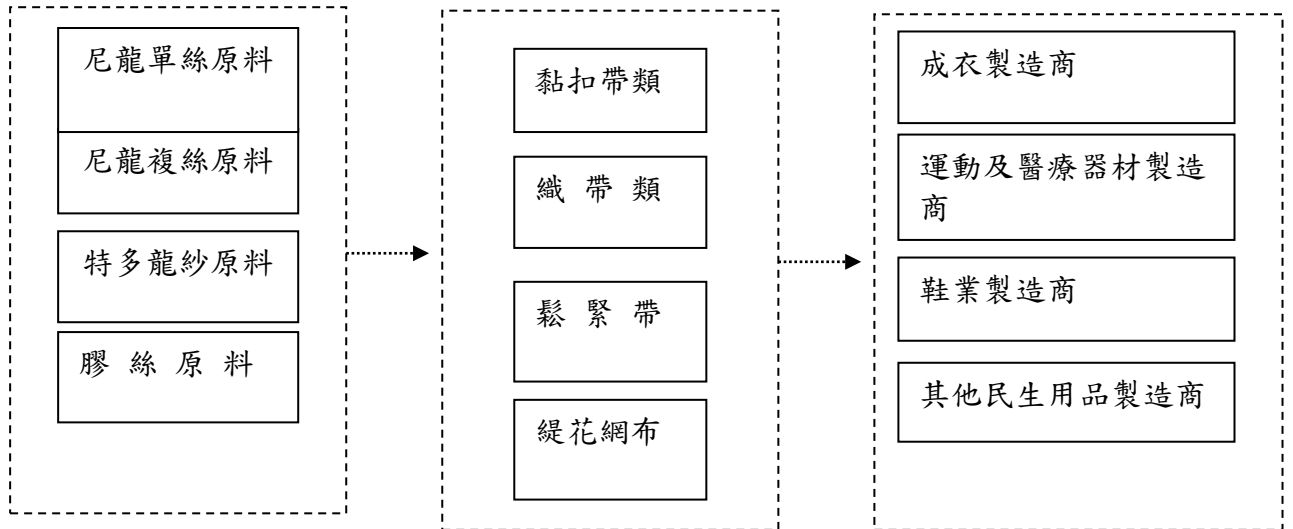 尼龍單絲原料
尼龍複絲原料
特多龍紗原料
膠 絲 原 料
黏扣帶類
織 帶 類
鬆 緊 帶
緹花網布
成衣製造商
運動及醫療器材製造
商
鞋業製造商
其他民生用品製造商